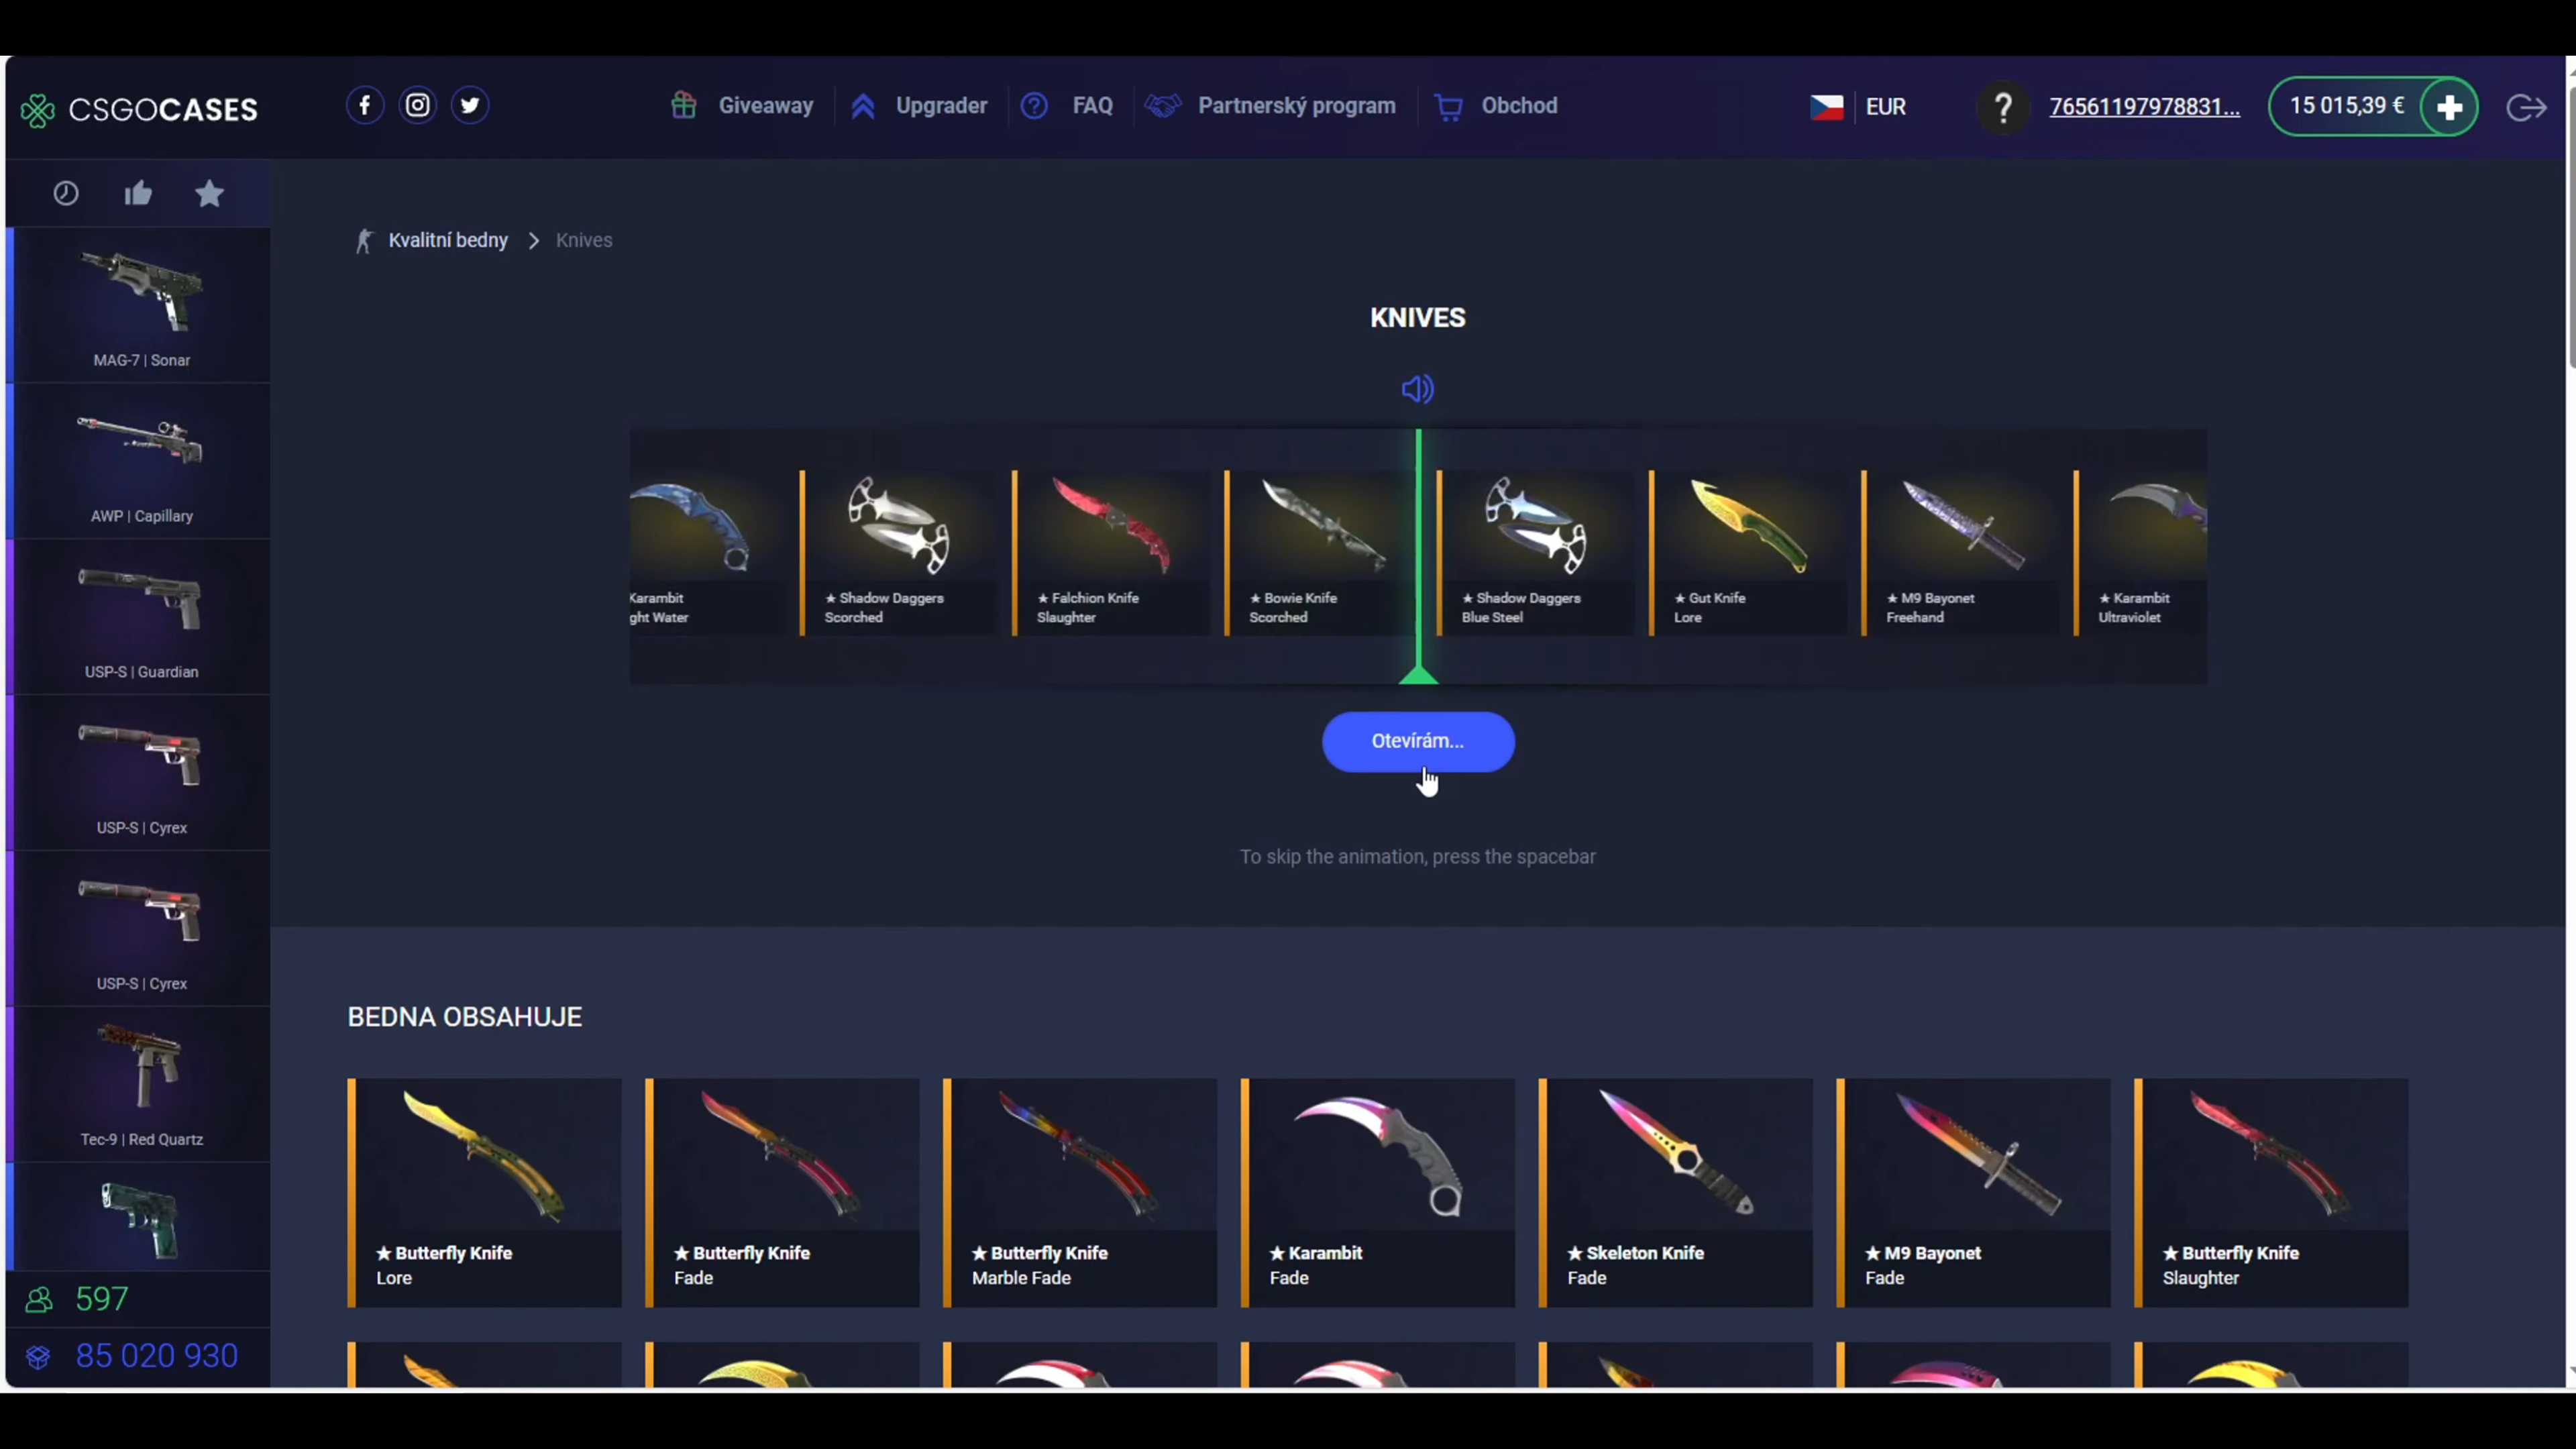 CSGOCASES
Giveaway
Upgrader
FAQ
Partnerský program
Obchod
EUR
?
76561197978831...
15 015,39 €
MAG-7 | Sonar
AWP | Capillary
USP-S | Guardian
USP-S | Cyrex
USP-S | Cyrex
Tec-9 | Red Quartz
597
85 020 930
Kvalitní bedny > Knives
KNIVES
Karambit
ght Water
★ Shadow Daggers
Scorched
★ Falchion Knife
Slaughter
★ Bowie Knife
Scorched
★ Shadow Daggers
Blue Steel
★ Gut Knife
Lore
★ M9 Bayonet
Freehand
★ Karambit
Ultraviolet
Otevírám...
To skip the animation, press the spacebar
BEDNA OBSAHUJE
★ Butterfly Knife
Lore
★ Butterfly Knife
Fade
★ Butterfly Knife
Marble Fade
★ Karambit
Fade
★ Skeleton Knife
Fade
★ M9 Bayonet
Fade
★ Butterfly Knife
Slaughter